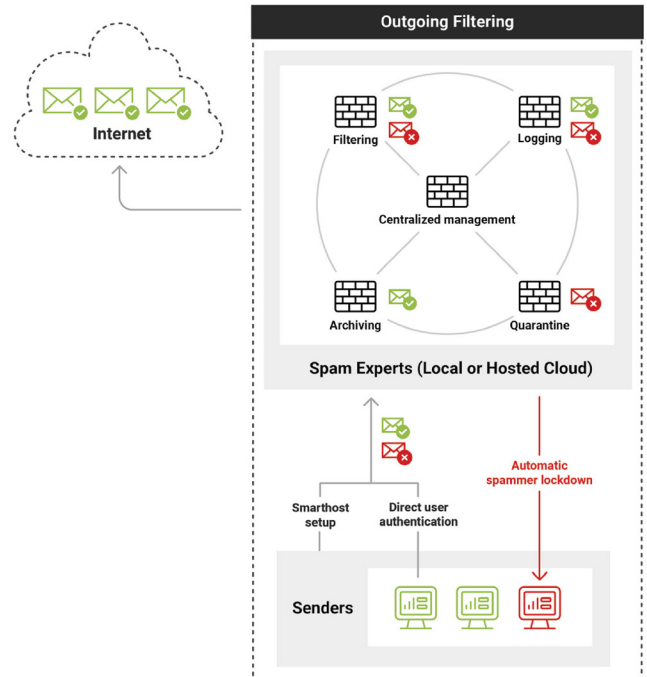 Outgoing Filtering
Internet
Filtering
Logging
Centralized management
Archiving
Quarantine
Spam Experts (Local or Hosted Cloud)
Automatic
spammer lockdown
Smarthost
setup
Direct user
authentication
Senders